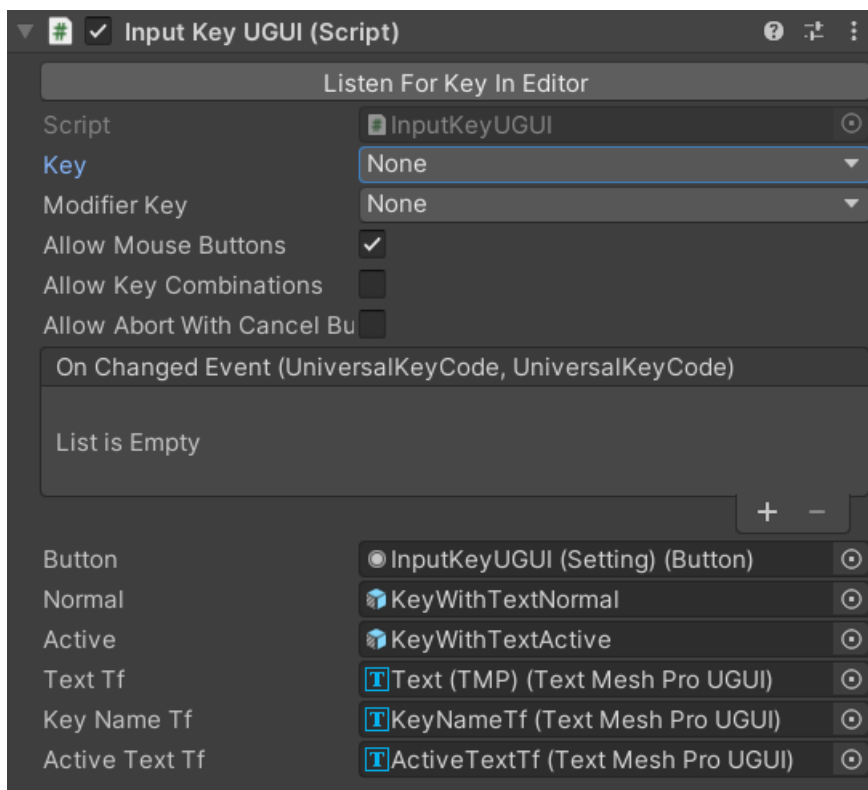 Input Key UGUI (Script)
Listen For Key In Editor
Script InputKeyUGUI
Key None
Modifier Key None
Allow Mouse Buttons
Allow Key Combinations
Allow Abort With Cancel Bu
On Changed Event (UniversalKeyCode, UniversalKeyCode)
List is Empty
+ −
Button InputKeyUGUI (Setting) (Button)
Normal KeyWithTextNormal
Active KeyWithTextActive
Text Tf Text (TMP) (Text Mesh Pro UGUI)
Key Name Tf KeyNameTf (Text Mesh Pro UGUI)
Active Text Tf ActiveTextTf (Text Mesh Pro UGUI)